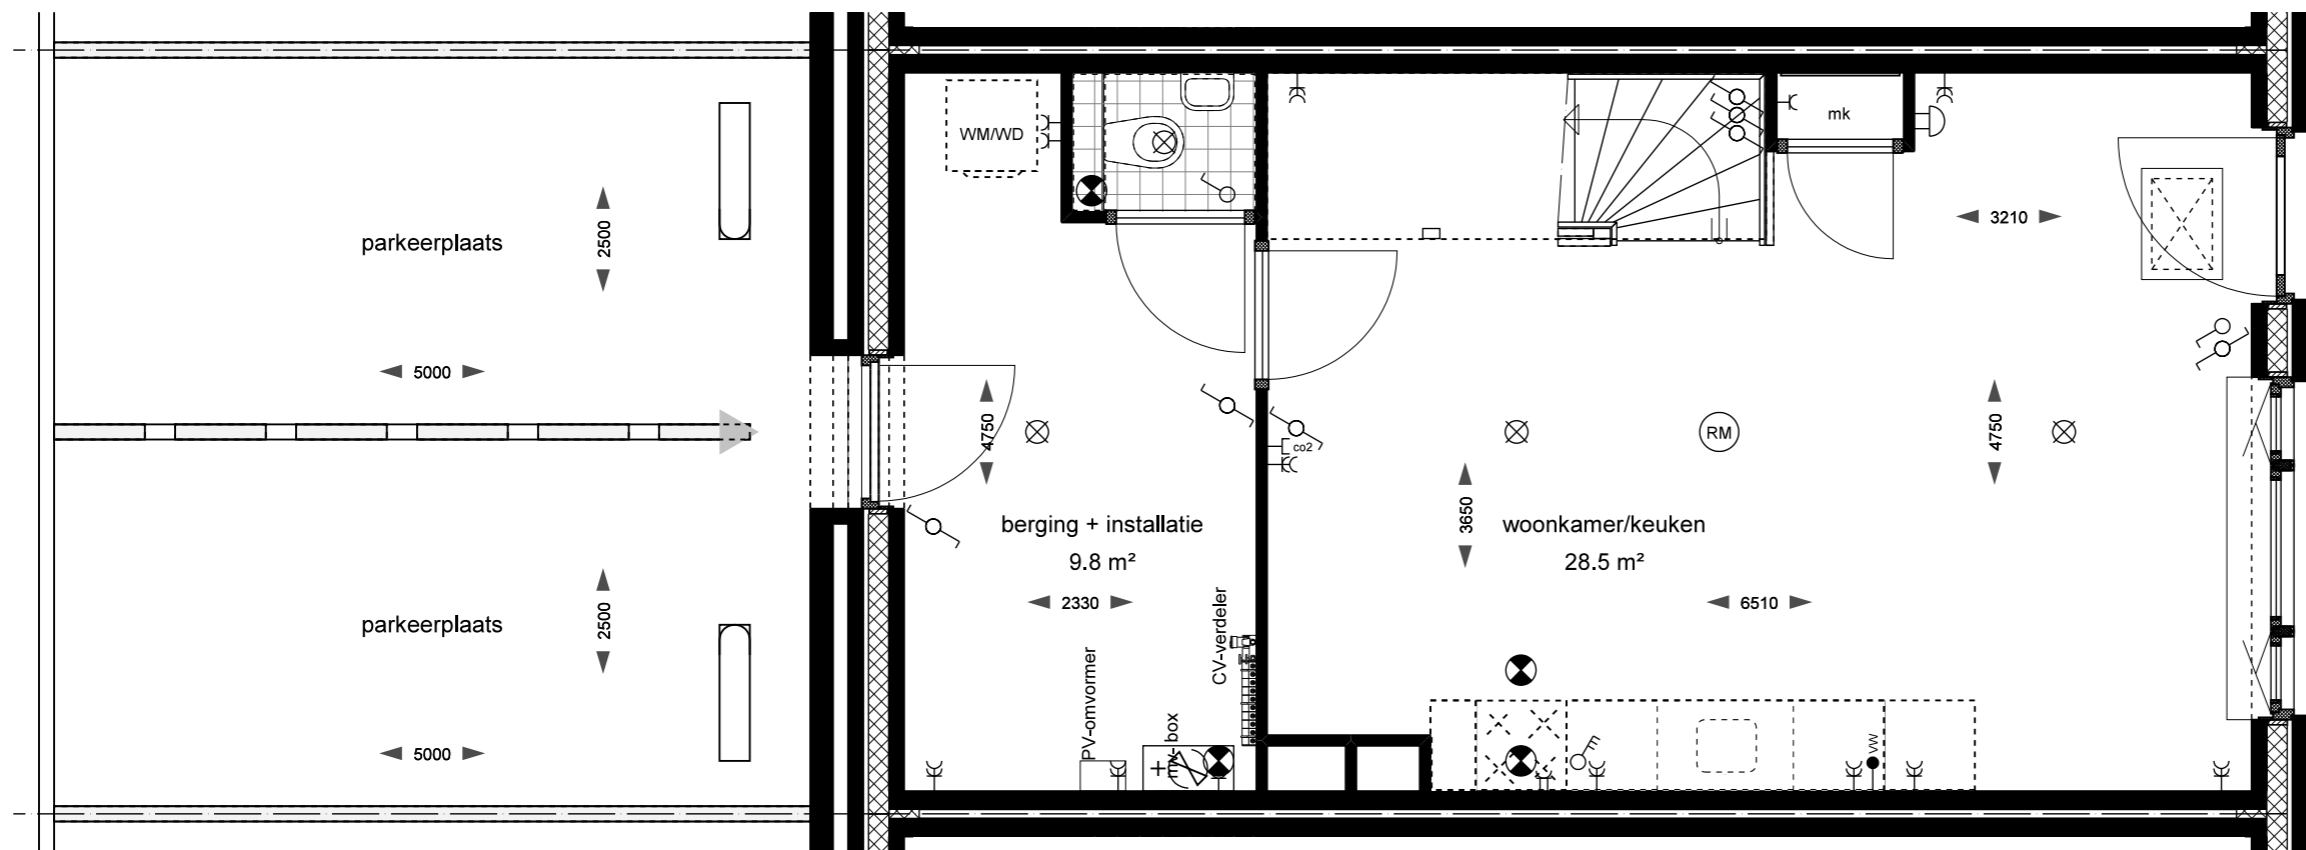 WM/WD
mk
parkeerplaats
2500
3210
5000
4750
co2
RM
4750
3650
berging + installatie
9.8 m²
woonkamer/keuken
28.5 m²
2330
6510
parkeerplaats
2500
CV-verdeler
PV-omvormer
mv-box
vw
5000